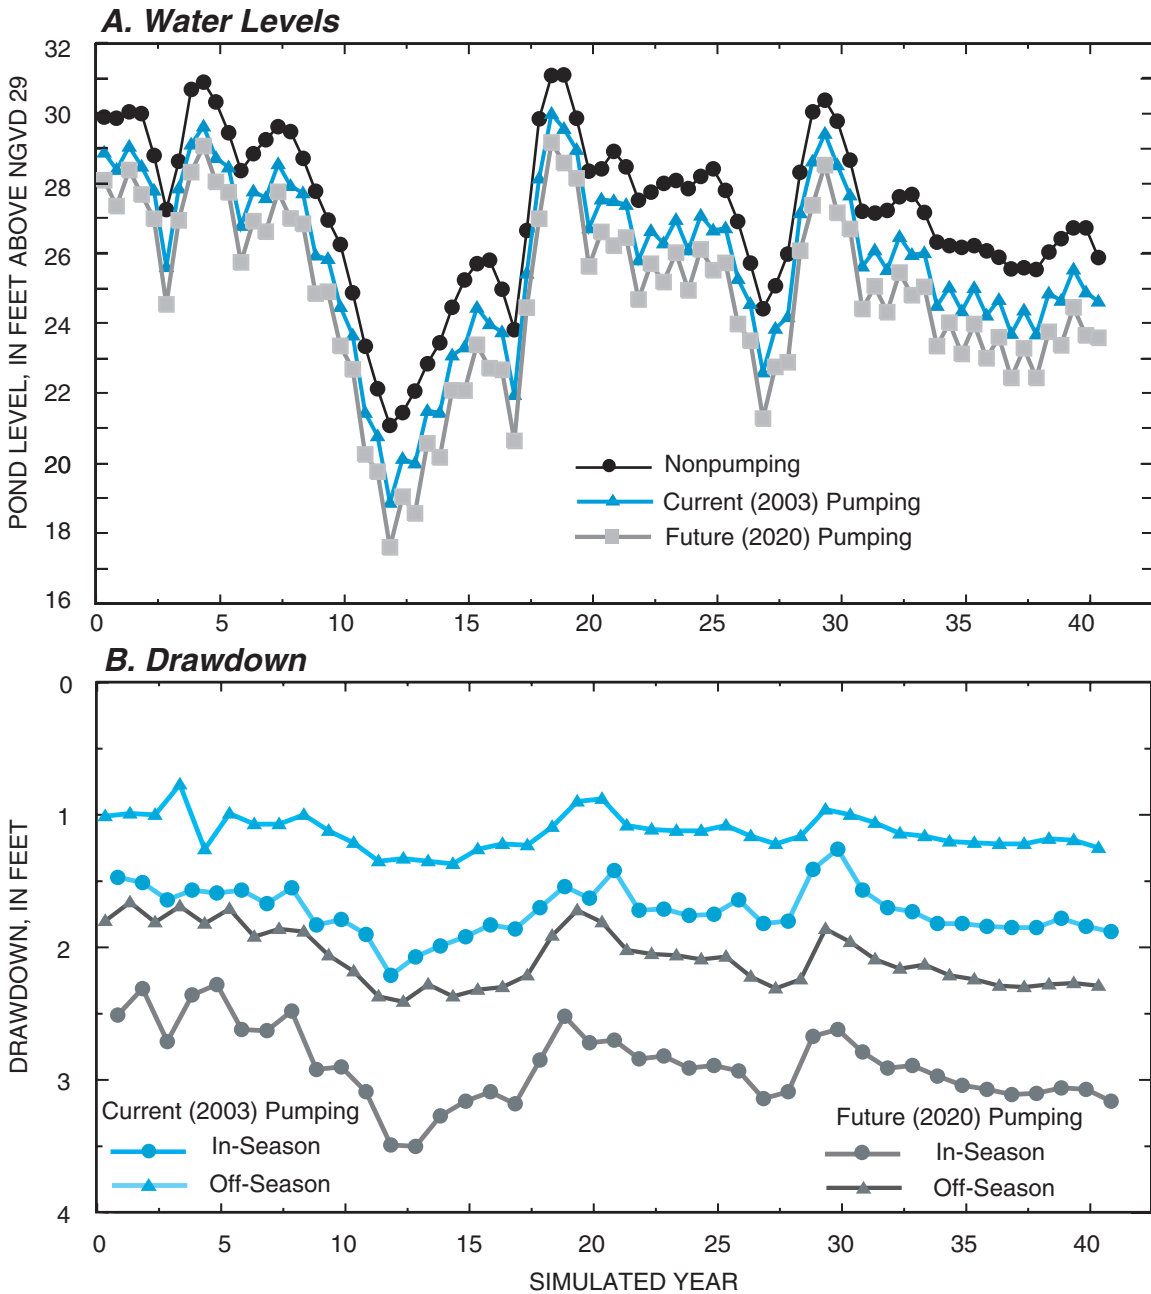 A. Water Levels
POND LEVEL, IN FEET ABOVE NGVD 29
32
30
28
26
24
22
20
18
16
Nonpumping
Current (2003) Pumping
Future (2020) Pumping
0 5 10 15 20 25 30 35 40
B. Drawdown
DRAWDOWN, IN FEET
0
1
2
3
4
Current (2003) Pumping
In-Season
Off-Season
Future (2020) Pumping
In-Season
Off-Season
0 5 10 15 20 25 30 35 40
SIMULATED YEAR